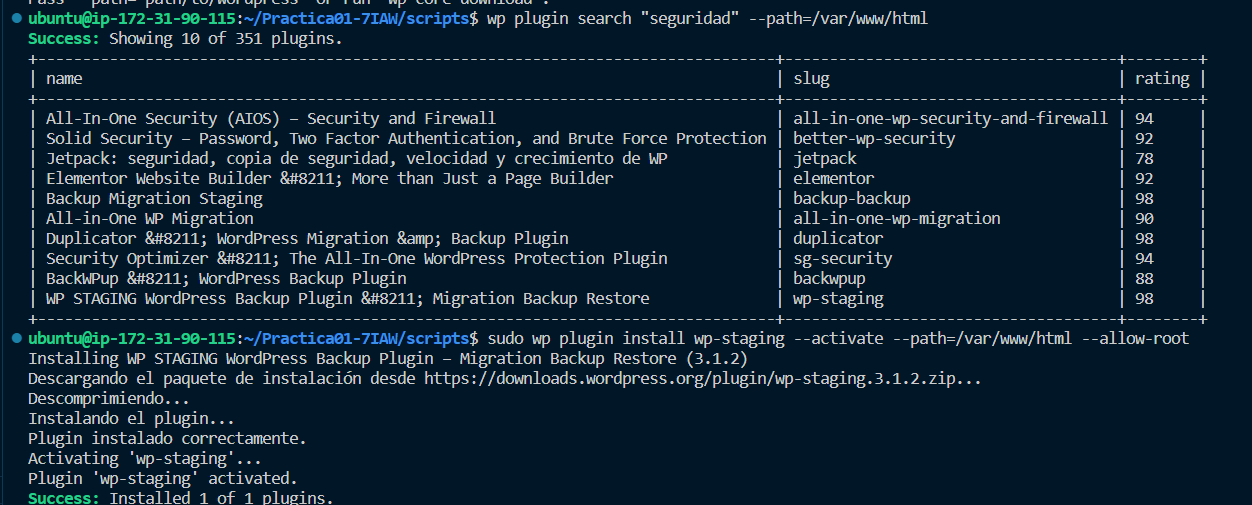 ubuntu@ip-172-31-90-115:~/Practica01-7IAW/scripts$ wp plugin search "seguridad" --path=/var/www/html
Success: Showing 10 of 351 plugins.
+--------------------------------------------------------------------------+----------------------------------+--------+
| name | slug | rating |
+--------------------------------------------------------------------------+----------------------------------+--------+
| All-In-One Security (AIOS) – Security and Firewall | all-in-one-wp-security-and-firewall | 94 |
| Solid Security – Password, Two Factor Authentication, and Brute Force Protection | better-wp-security | 92 |
| Jetpack: seguridad, copia de seguridad, velocidad y crecimiento de WP | jetpack | 78 |
| Elementor Website Builder &#8211; More than Just a Page Builder | elementor | 92 |
| Backup Migration Staging | backup-backup | 98 |
| All-in-One WP Migration | all-in-one-wp-migration | 90 |
| Duplicator &#8211; WordPress Migration &amp; Backup Plugin | duplicator | 98 |
| Security Optimizer &#8211; The All-In-One WordPress Protection Plugin | sg-security | 94 |
| BackWPup &#8211; WordPress Backup Plugin | backwpup | 88 |
| WP STAGING WordPress Backup Plugin &#8211; Migration Backup Restore | wp-staging | 98 |
+--------------------------------------------------------------------------+----------------------------------+--------+
ubuntu@ip-172-31-90-115:~/Practica01-7IAW/scripts$ sudo wp plugin install wp-staging --activate --path=/var/www/html --allow-root
Installing WP STAGING WordPress Backup Plugin – Migration Backup Restore (3.1.2)
Descargando el paquete de instalación desde https://downloads.wordpress.org/plugin/wp-staging.3.1.2.zip...
Descomprimiendo...
Instalando el plugin...
Plugin instalado correctamente.
Activating 'wp-staging'...
Plugin 'wp-staging' activated.
Success: Installed 1 of 1 plugins.